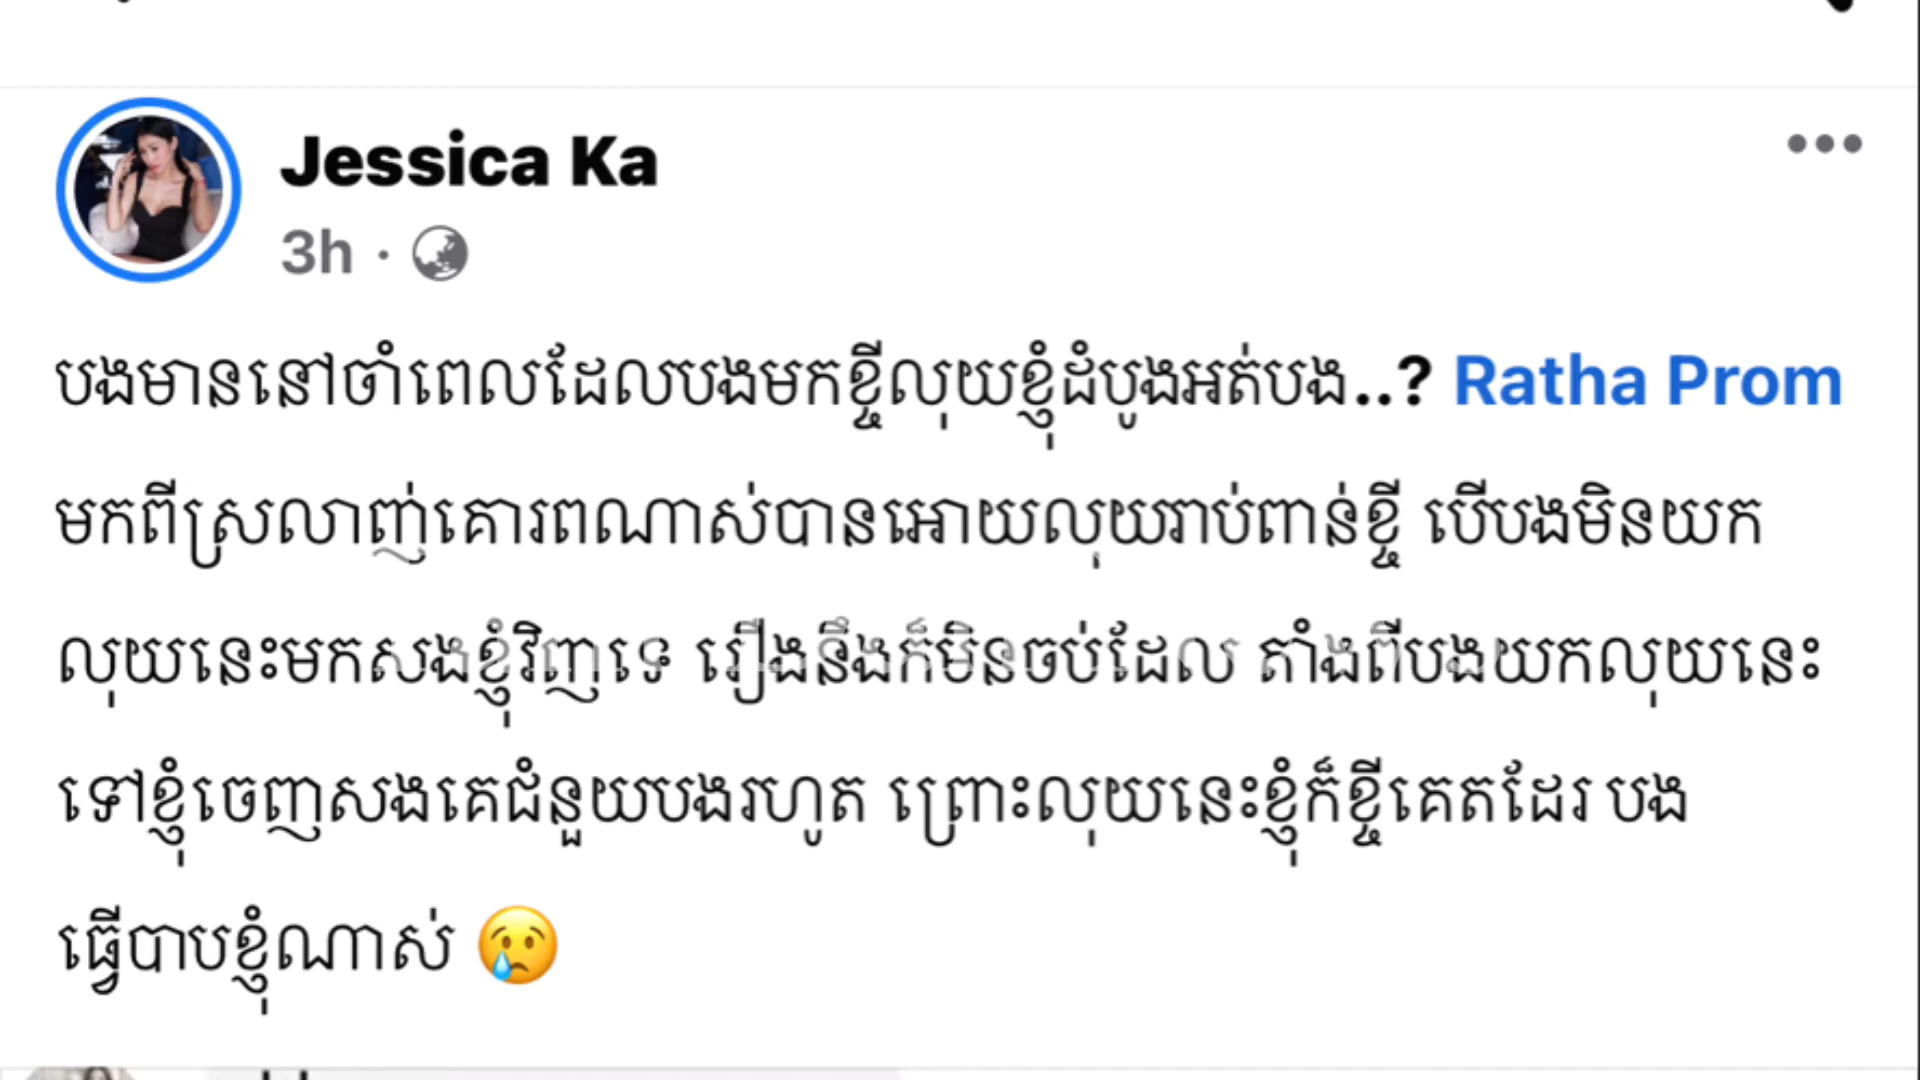 Jessica Ka
3h ·
បងមាននៅចាំពេលដែលបងមកខ្ចីលុយខ្ញុំដំបូងអត់បង..? Ratha Prom
មកពីស្រលាញ់គោរពណាស់បានអោយលុយរាប់ពាន់ខ្ចី បើបងមិនយក
លុយនេះមកសងខ្ញុំវិញទេ រឿងនឹងក៏មិនចប់ដែល តាំងពីបងយកលុយនេះ
ទៅខ្ញុំចេញសងគេជំនួយបងរហូត ព្រោះលុយនេះខ្ញុំក៏ខ្ចីគេតដែរ បង
ធ្វើបាបខ្ញុំណាស់ 😢